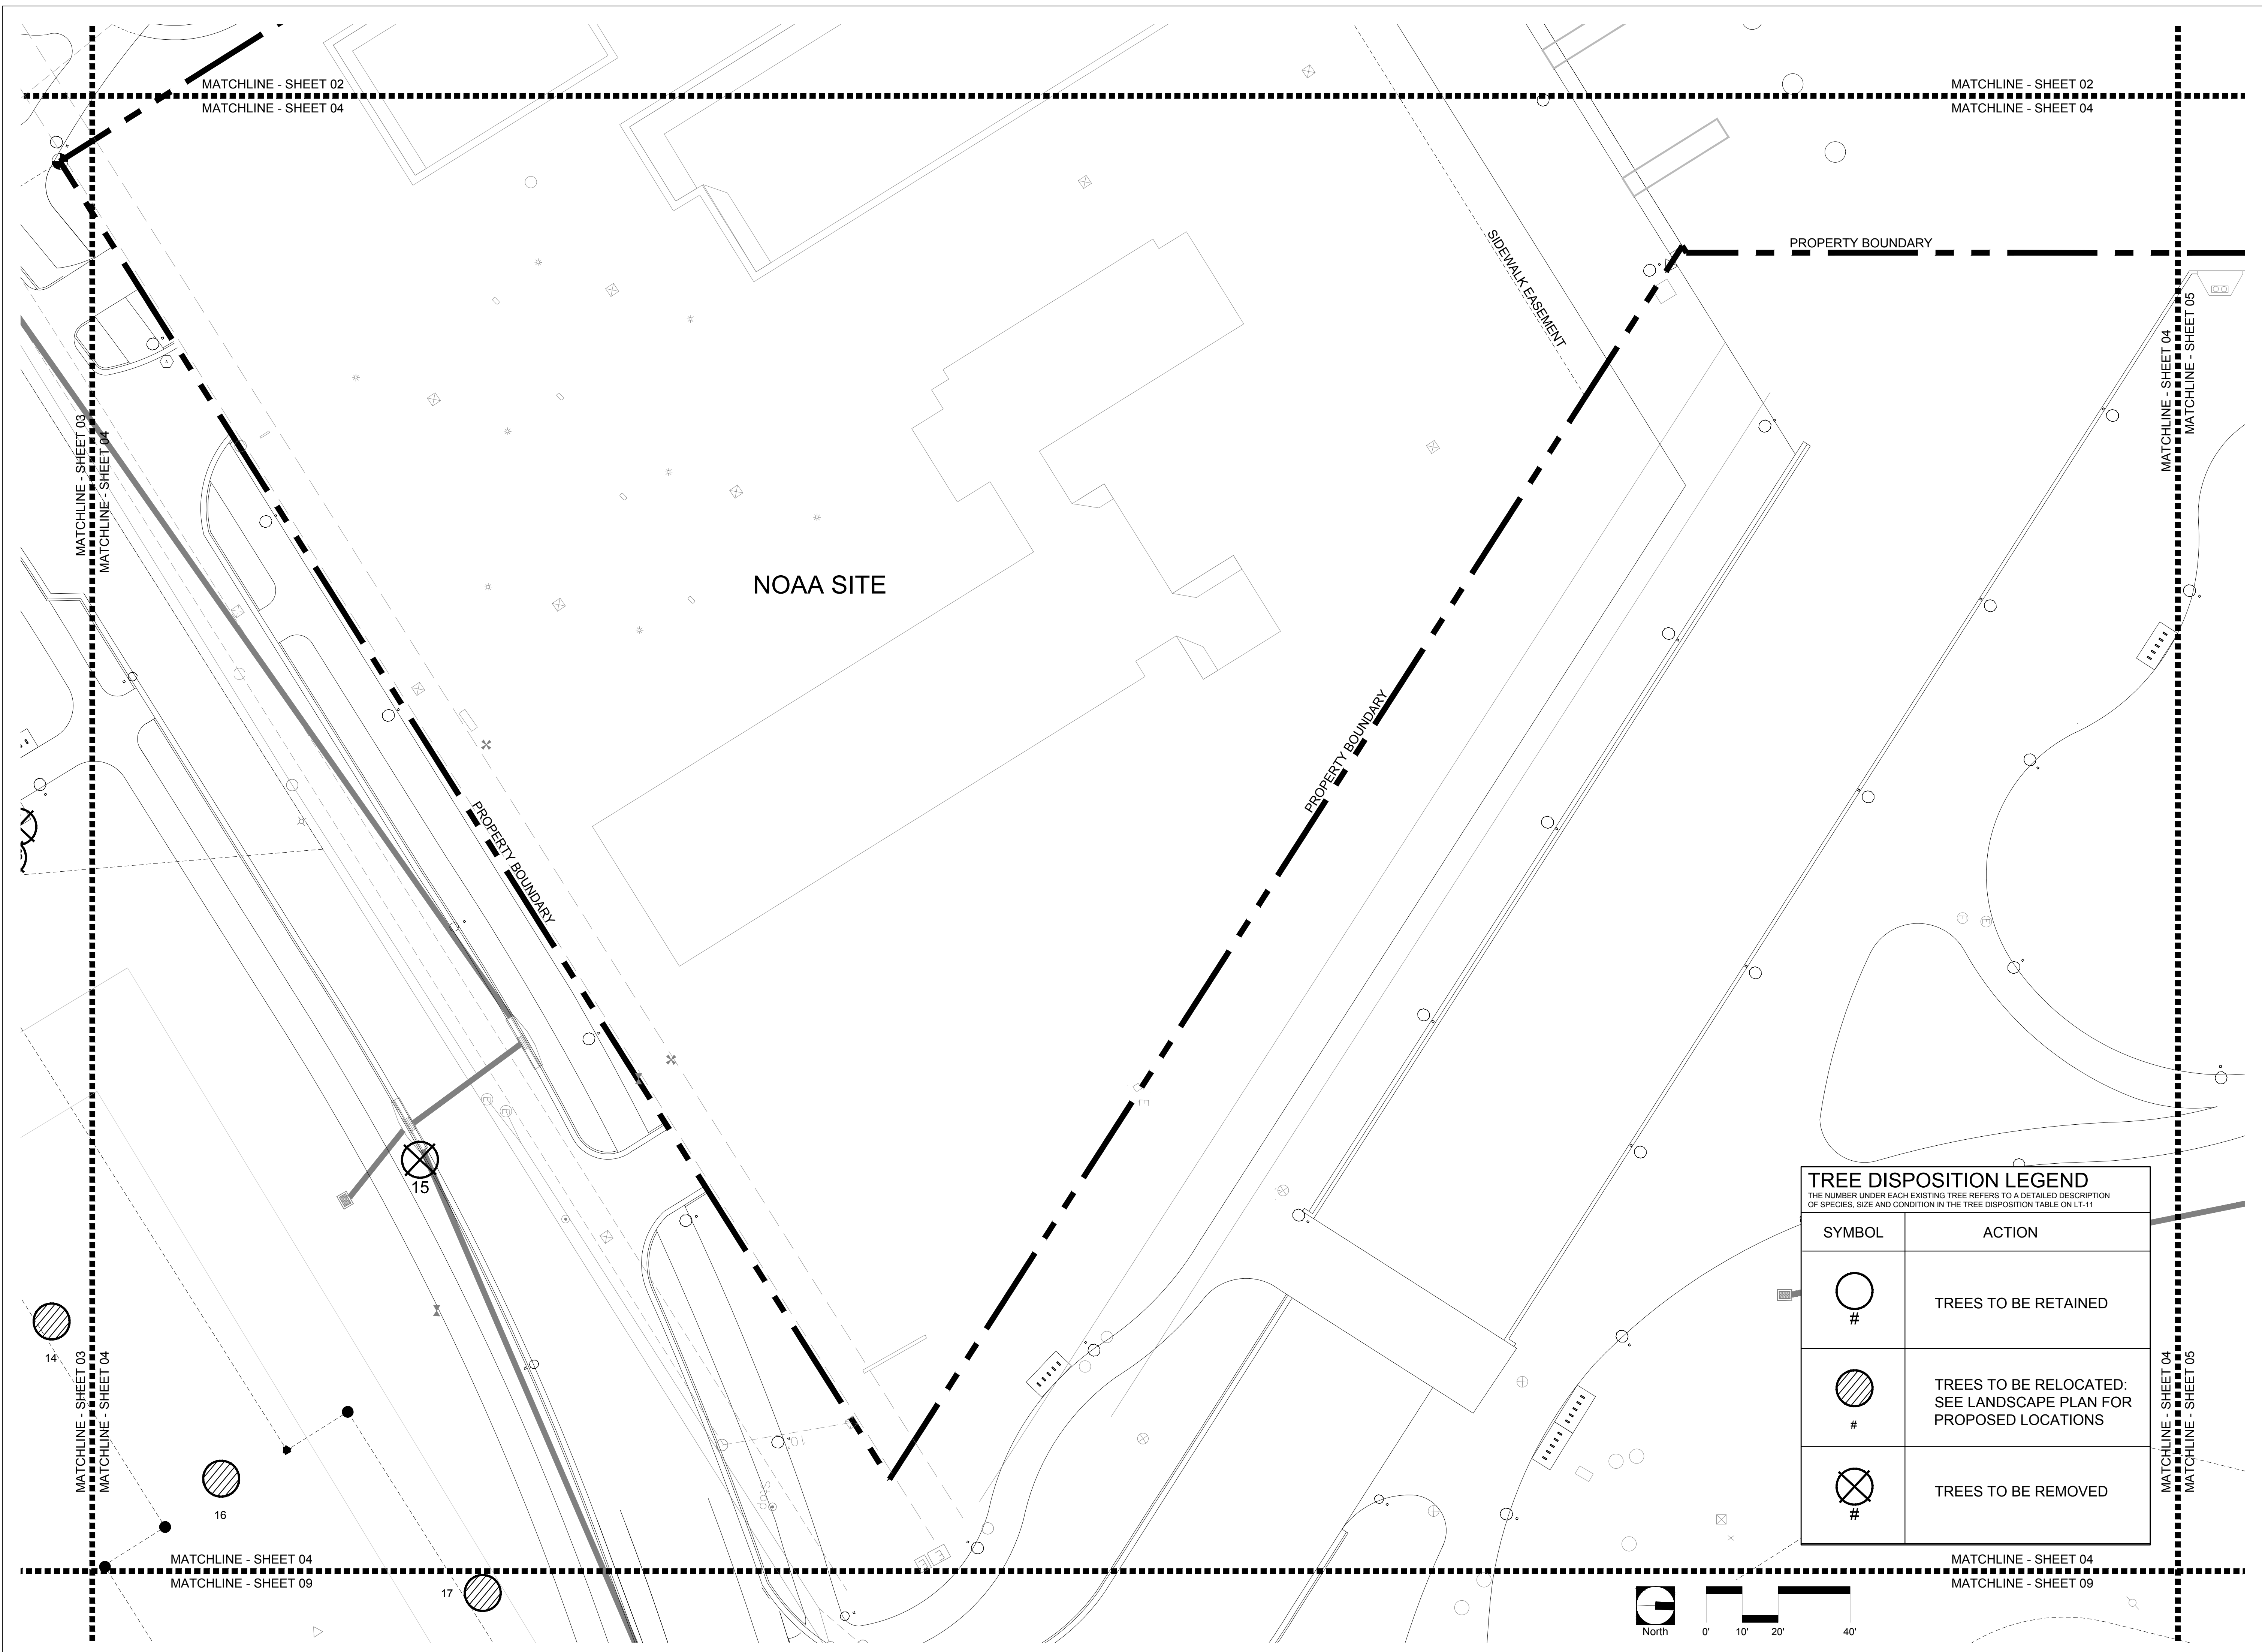 MATCHLINE - SHEET 02
MATCHLINE - SHEET 04
MATCHLINE - SHEET 02
MATCHLINE - SHEET 04
PROPERTY BOUNDARY
SIDEWALK EASEMENT
MATCHLINE - SHEET 03
MATCHLINE - SHEET 04
MATCHLINE - SHEET 04
MATCHLINE - SHEET 05
NOAA SITE
PROPERTY BOUNDARY
PROPERTY BOUNDARY
15
14
16
17
TREE DISPOSITION LEGEND
THE NUMBER UNDER EACH EXISTING TREE REFERS TO A DETAILED DESCRIPTION
OF SPECIES, SIZE AND CONDITION IN THE TREE DISPOSITION TABLE ON LT-11
SYMBOL
ACTION
#
TREES TO BE RETAINED
#
TREES TO BE RELOCATED:
SEE LANDSCAPE PLAN FOR
PROPOSED LOCATIONS
#
TREES TO BE REMOVED
MATCHLINE - SHEET 03
MATCHLINE - SHEET 04
MATCHLINE - SHEET 04
MATCHLINE - SHEET 05
Stop
MATCHLINE - SHEET 04
MATCHLINE - SHEET 09
MATCHLINE - SHEET 04
MATCHLINE - SHEET 09
North
0'
10'
20'
40'